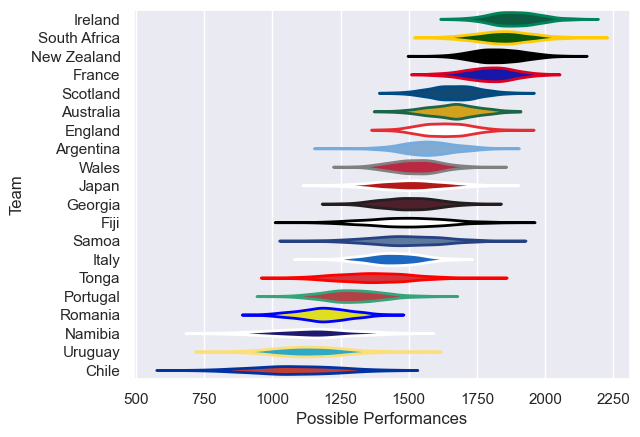 Ireland
South Africa
New Zealand
France
Scotland
Australia
England
Argentina
Wales
Japan
Georgia
Fiji
Samoa
Italy
Tonga
Portugal
Romania
Namibia
Uruguay
Chile
Team
500 750 1000 1250 1500 1750 2000 2250
Possible Performances